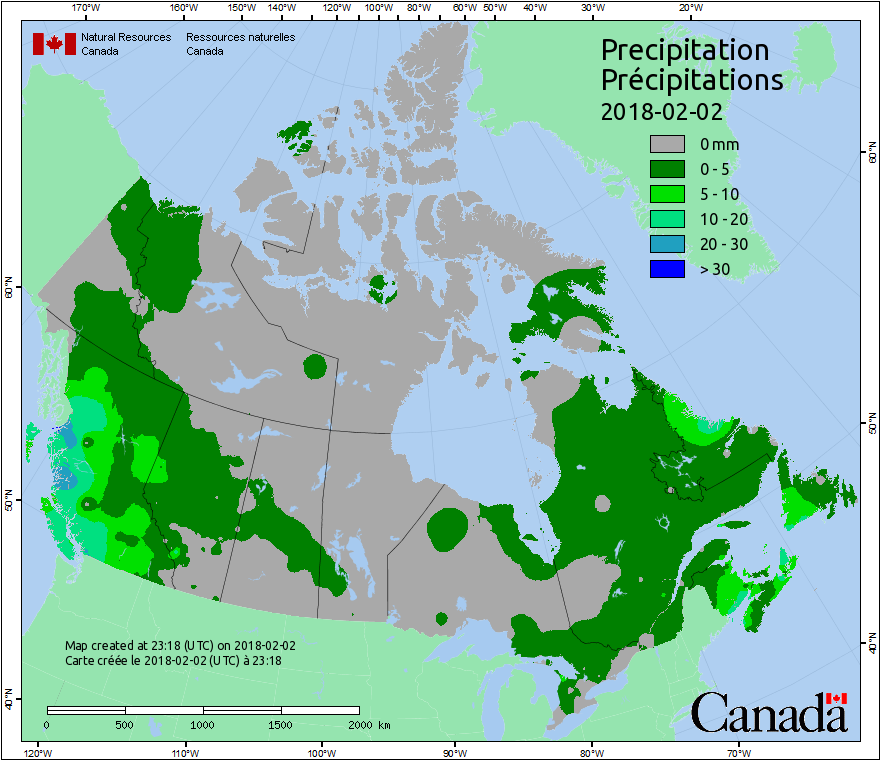 170°W 160°W 150°W 140°W 120°W 110°W 100°W 90°W 80°W 70°W 60°W 50°W 40°W 30°W 20°W
Natural Resources Ressources naturelles
Canada Canada
Precipitation
Précipitations
2018-02-02
0 mm
0 - 5
5 - 10
10 - 20
20 - 30
> 30
60°N
60°N
50°N
50°N
40°N
40°N
Map created at 23:18 (UTC) on 2018-02-02
Carte créée le 2018-02-02 (UTC) à 23:18
0 500 1000 1500 2000 km
Canada
120°W 110°W 100°W 90°W 80°W 70°W